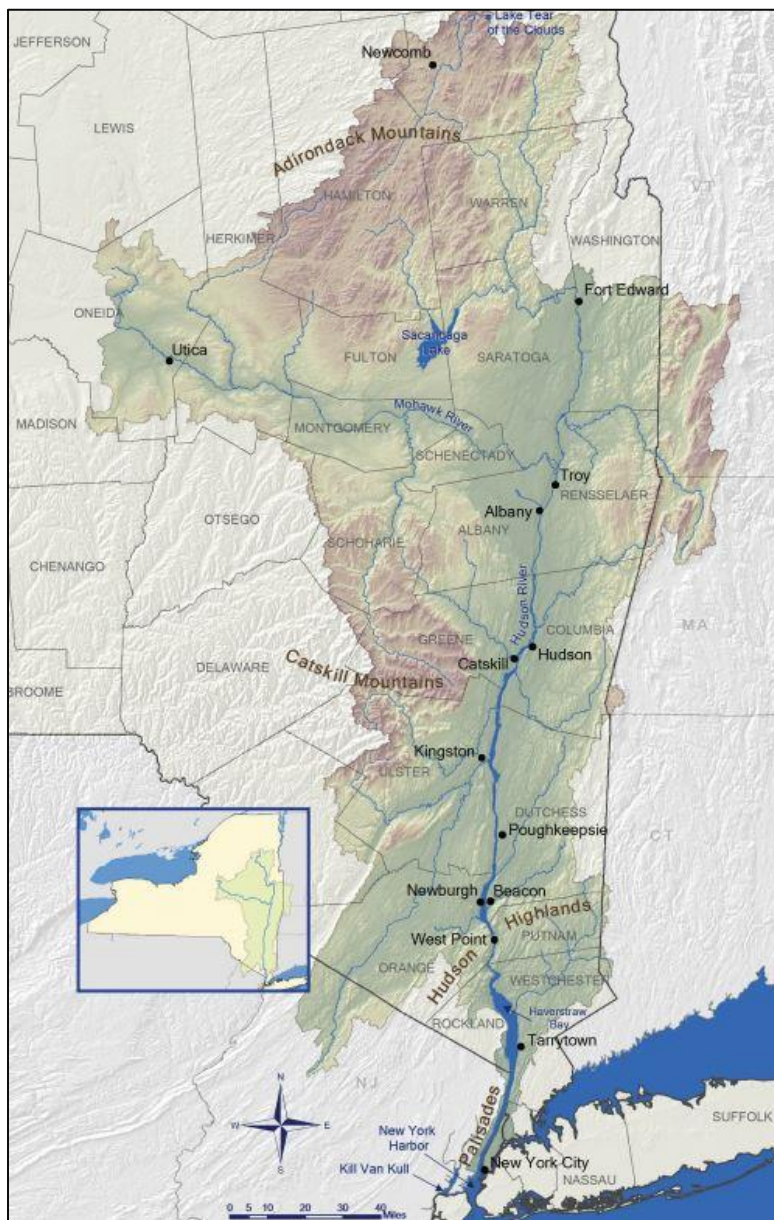 Lake Tear
of the Clouds
JEFFERSON
Newcomb
LEWIS
Adirondack Mountains
HAMILTON
WARREN
VT
HERKIMER
WASHINGTON
Fort Edward
ONEIDA
Sacandaga
Lake
Utica
FULTON
SARATOGA
Mohawk River
MADISON
MONTGOMERY
SCHENECTADY
Troy
RENSSELAER
Albany
OTSEGO
ALBANY
SCHOHARIE
CHENANGO
Hudson River
MA
GREENE
COLUMBIA
Hudson
Catskill
DELAWARE
Catskill Mountains
BROOME
Kingston
ULSTER
DUTCHESS
Poughkeepsie
CT
Newburgh
Beacon
Hudson Highlands
West Point
PUTNAM
ORANGE
WESTCHESTER
Haverstraw
Bay
ROCKLAND
Tarrytown
NJ
N
W
E
S
Palisades
SUFFOLK
New York
Harbor
Kill Van Kull
New York City
NASSAU
0 5 10 20 30 40
Miles